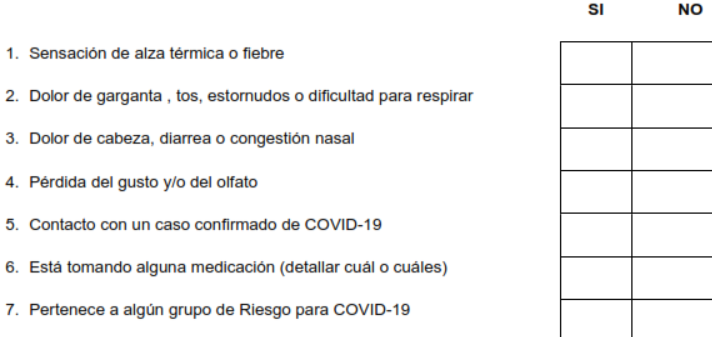 SI NO
1. Sensación de alza térmica o fiebre
2. Dolor de garganta , tos, estornudos o dificultad para respirar
3. Dolor de cabeza, diarrea o congestión nasal
4. Pérdida del gusto y/o del olfato
5. Contacto con un caso confirmado de COVID-19
6. Está tomando alguna medicación (detallar cuál o cuáles)
7. Pertenece a algún grupo de Riesgo para COVID-19